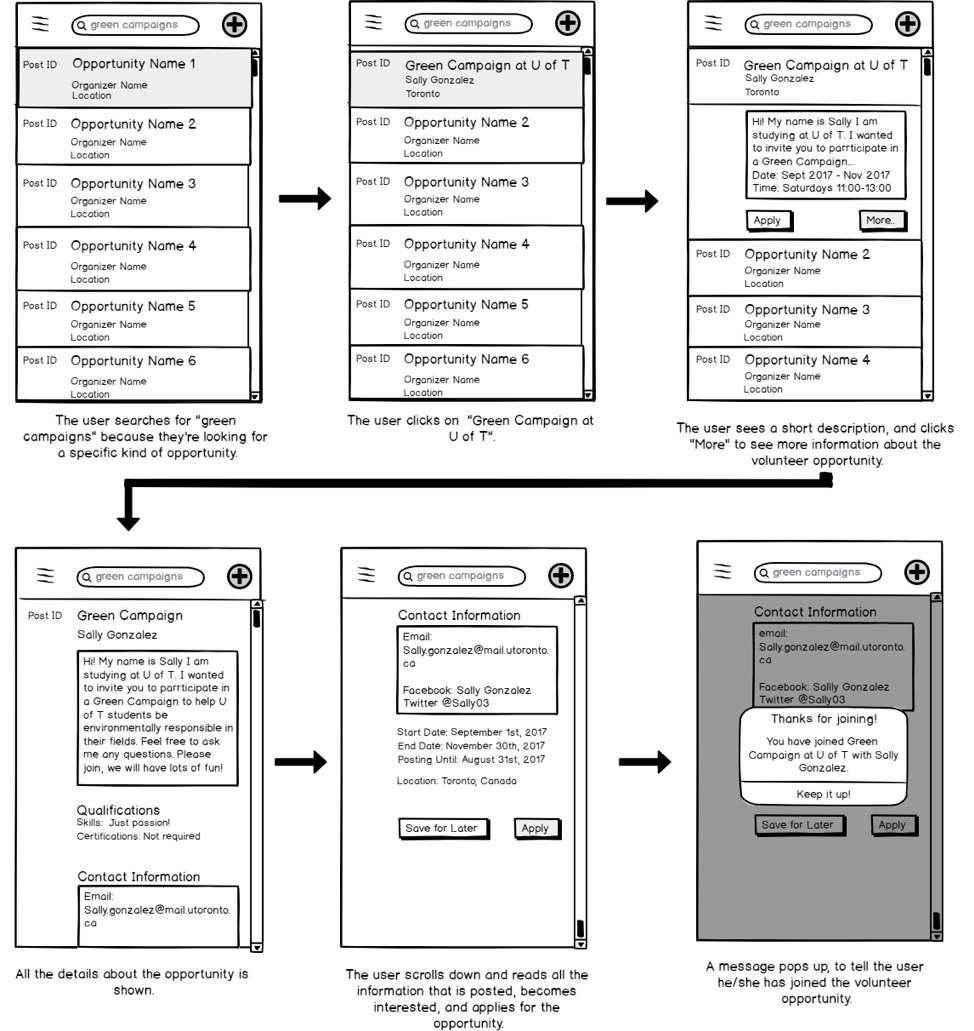 green campaigns
Post ID Opportunity Name 1
Organizer Name
Location
Post ID Opportunity Name 2
Organizer Name
Location
Post ID Opportunity Name 3
Organizer Name
Location
Post ID Opportunity Name 4
Organizer Name
Location
Post ID Opportunity Name 5
Organizer Name
Location
Post ID Opportunity Name 6
Organizer Name
Location
The user searches for "green
campaigns" because they're looking for
a specific kind of opportunity.
green campaigns
Post ID Green Campaign at U of T
Sally Gonzalez
Toronto
Post ID Opportunity Name 2
Organizer Name
Location
Post ID Opportunity Name 3
Organizer Name
Location
Post ID Opportunity Name 4
Organizer Name
Location
Post ID Opportunity Name 5
Organizer Name
Location
Post ID Opportunity Name 6
Organizer Name
Location
The user clicks on "Green Campaign at
U of T".
green campaigns
Post ID Green Campaign at U of T
Sally Gonzalez
Toronto
Hi! My name is Sally I am
studying at U of T. I wanted
to invite you to parrticipate in
a Green Campaign...
Date: Sept 2017 - Nov 2017
Time: Saturdays 11:00-13:00
Apply More..
Post ID Opportunity Name 2
Organizer Name
Location
Post ID Opportunity Name 3
Organizer Name
Location
Post ID Opportunity Name 4
Organizer Name
Location
The user sees a short description, and clicks
"More" to see more information about the
volunteer opportunity.
green campaigns
Post ID Green Campaign
Sally Gonzalez
Hi! My name is Sally I am
studying at U of T. I wanted
to invite you to parrticipate in
a Green Campaign to help U
of T students be
environmentally responsible in
their fields. Feel free to ask
me any questions. Please
join, we will have lots of fun!
Qualifications
Skills: Just passion!
Certifications: Not required
Contact Information
Email:
Sally.gonzalez@mail.utoronto.
ca
All the details about the opportunity is
shown.
green campaigns
Contact Information
Email:
Sally.gonzalez@mail.utoronto.
ca
Facebook: Sally Gonzalez
Twitter @Sally03
Start Date: September 1st, 2017
End Date: November 30th, 2017
Posting Until: August 31st, 2017
Location: Toronto, Canada
Save for Later Apply
The user scrolls down and reads all the
information that is posted, becomes
interested, and applies for the
opportunity.
green campaigns
Contact Information
email:
Sally.gonzalez@mail.utoronto.
ca
Facebook: Sallly Gonzalez
Twitter @Sally03
Thanks for joining!
You have joined Green
Campaign at U of T with Sally
Gonzalez.
Keep it up!
Save for Later Apply
A message pops up, to tell the user
he/she has joined the volunteer
opportunity.